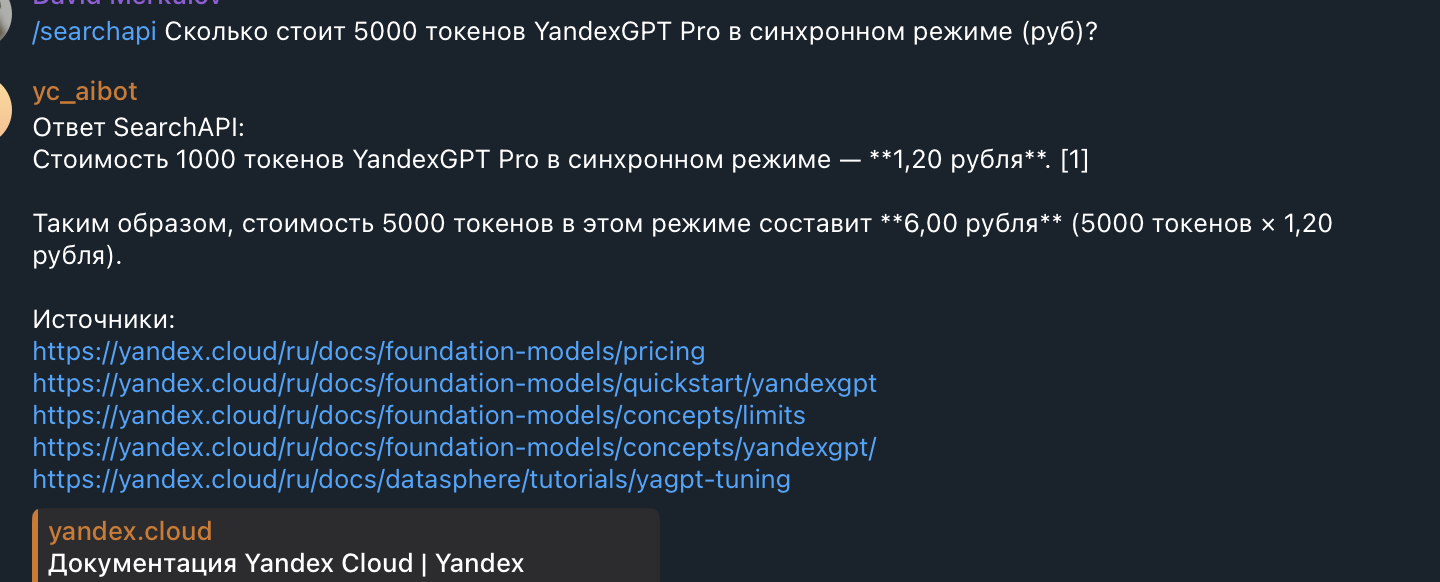 David Merkulov
/searchapi Сколько стоит 5000 токенов YandexGPT Pro в синхронном режиме (руб)?
yc_aibot
Ответ SearchAPI:
Стоимость 1000 токенов YandexGPT Pro в синхронном режиме — **1,20 рубля**. [1]
Таким образом, стоимость 5000 токенов в этом режиме составит **6,00 рубля** (5000 токенов × 1,20
рубля).
Источники:
https://yandex.cloud/ru/docs/foundation-models/pricing
https://yandex.cloud/ru/docs/foundation-models/quickstart/yandexgpt
https://yandex.cloud/ru/docs/foundation-models/concepts/limits
https://yandex.cloud/ru/docs/foundation-models/concepts/yandexgpt/
https://yandex.cloud/ru/docs/datasphere/tutorials/yagpt-tuning
yandex.cloud
Документация Yandex Cloud | Yandex